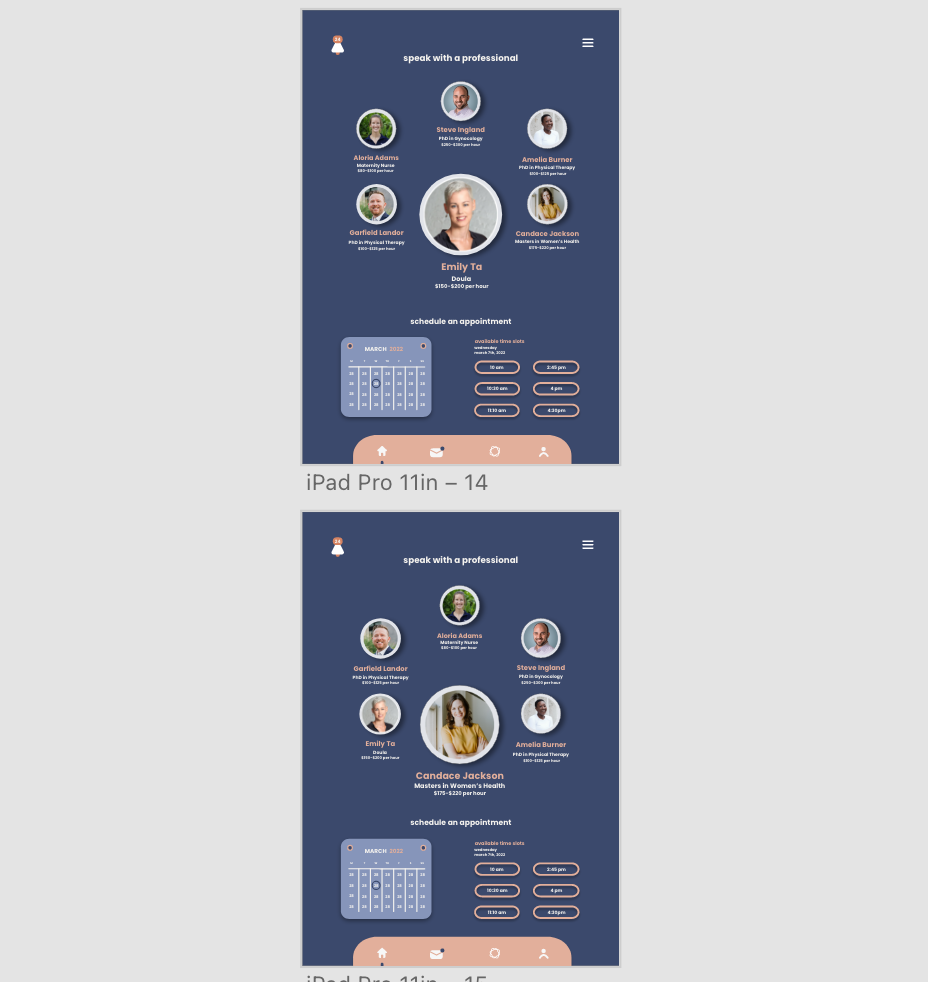 24
speak with a professional
Steve Ingland
PhD in Gynocology
$250-$300 per hour
Aloria Adams
Maternity Nurse
$80-$100 per hour
Amelia Burner
PhD in Physical Therapy
$100-$125 per hour
Garfield Landor
PhD in Physical Therapy
$100-$125 per hour
Candace Jackson
Masters in Women's Health
$175-$220 per hour
Emily Ta
Doula
$150-$200 per hour
schedule an appointment
MARCH 2022
available time slots
wednesday
march 7th, 2022
10 am
2:45 pm
10:30 am
4 pm
11:10 am
4:30pm
iPad Pro 11in – 14
24
speak with a professional
Aloria Adams
Maternity Nurse
$80-$100 per hour
Garfield Landor
PhD in Physical Therapy
$100-$125 per hour
Steve Ingland
PhD in Gynocology
$250-$300 per hour
Emily Ta
Doula
$150-$200 per hour
Amelia Burner
PhD in Physical Therapy
$100-$125 per hour
Candace Jackson
Masters in Women's Health
$175-$220 per hour
schedule an appointment
MARCH 2022
available time slots
wednesday
march 7th, 2022
10 am
2:45 pm
10:30 am
4 pm
11:10 am
4:30pm
iPad Pro 11in – 15